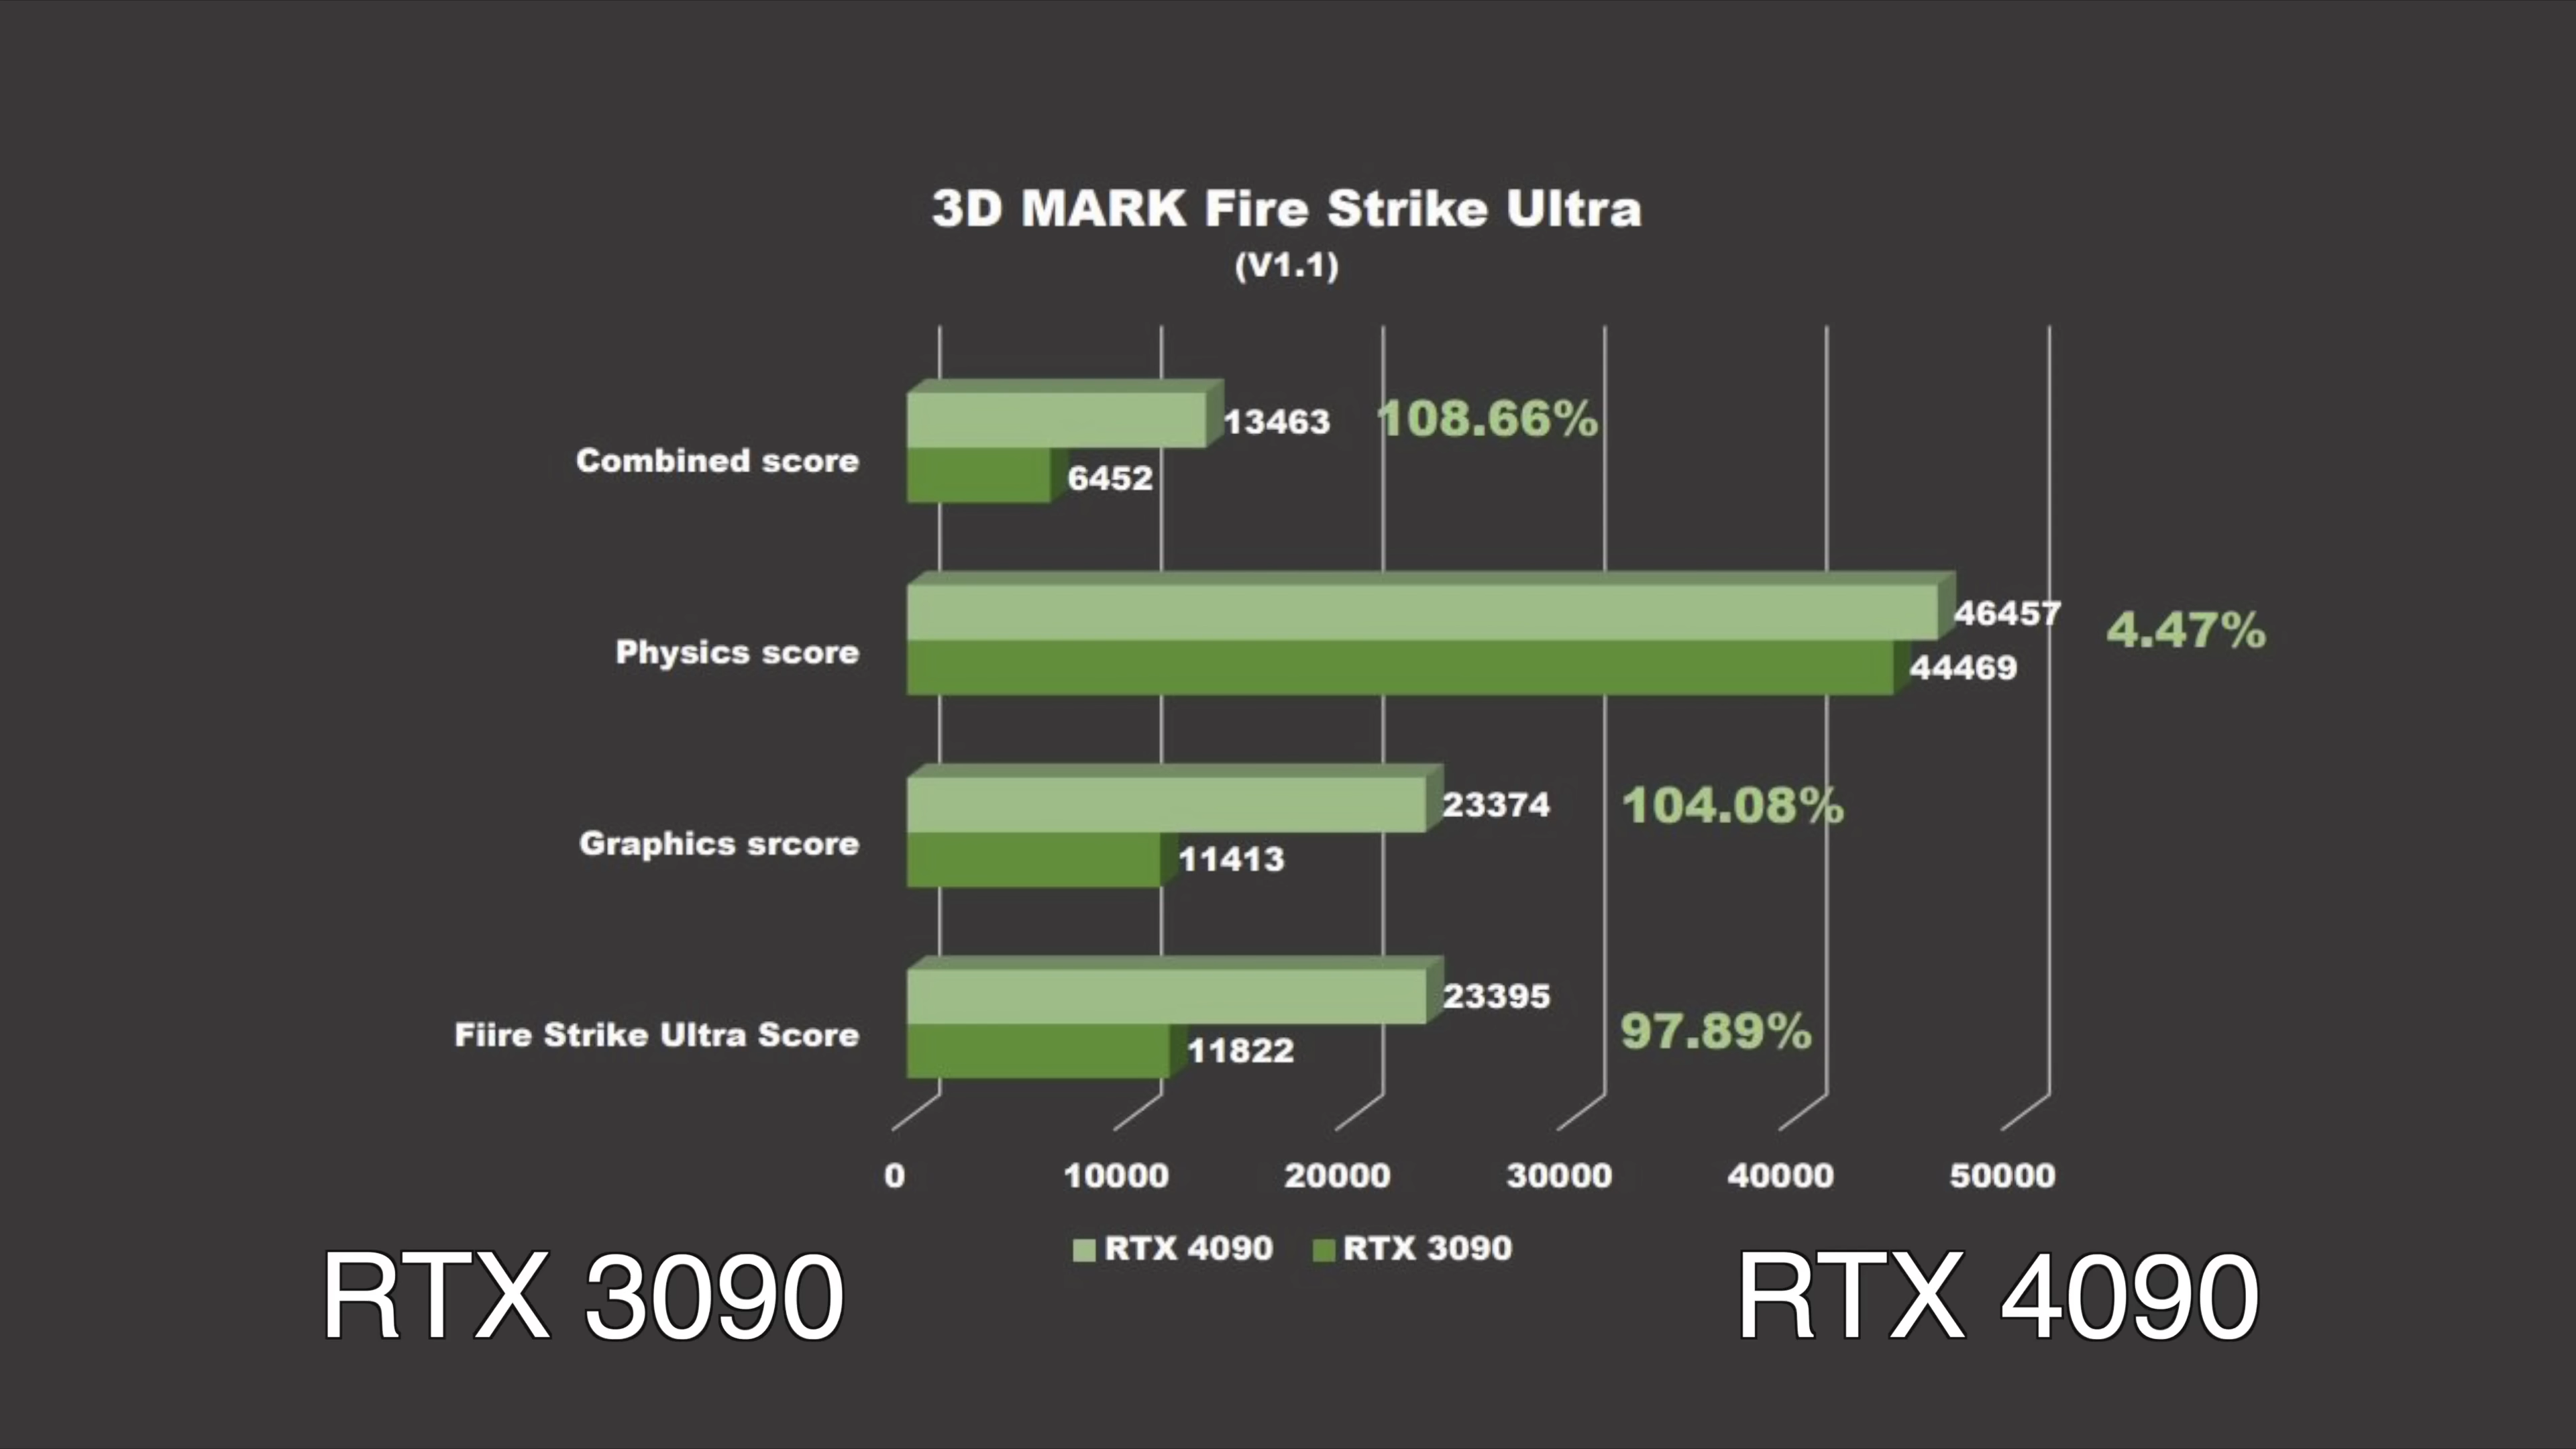 3D MARK Fire Strike Ultra
(V1.1)
Combined score
13463
108.66%
6452
Physics score
46457
4.47%
44469
Graphics srcore
23374
104.08%
11413
Fiire Strike Ultra Score
23395
97.89%
11822
0 10000 20000 30000 40000 50000
RTX 4090 RTX 3090
RTX 3090
RTX 4090